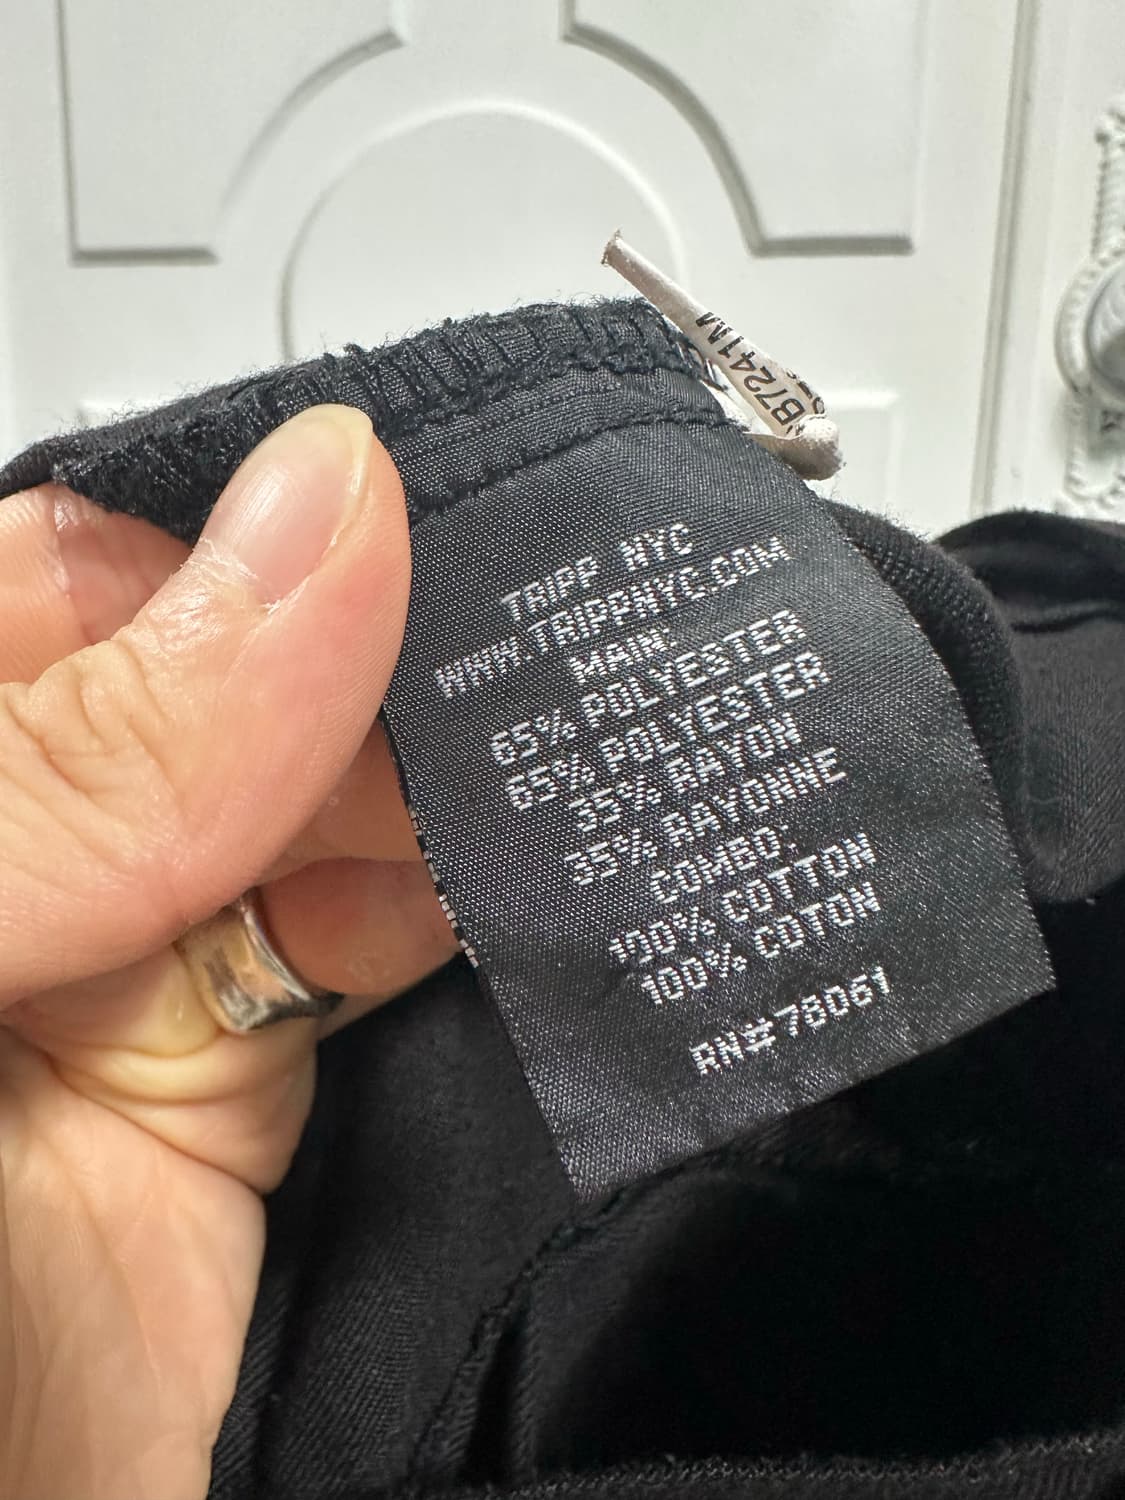 NB7241M
TRIPP NYC
WWW.TRIPPNYC.COM
MAIN:
65% POLYESTER
65% POLYESTER
35% RAYON
35% RAYONNE
COMBO:
100% COTTON
100% COTON
RN# 78061